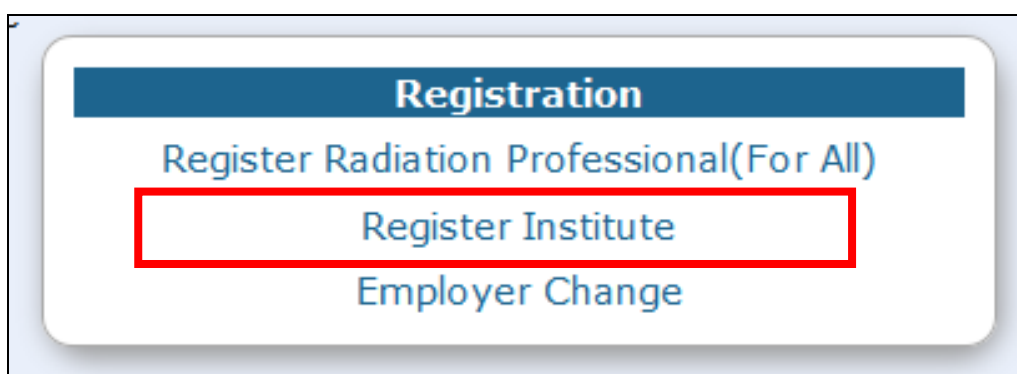 Registration
Register Radiation Professional(For All)
Register Institute
Employer Change